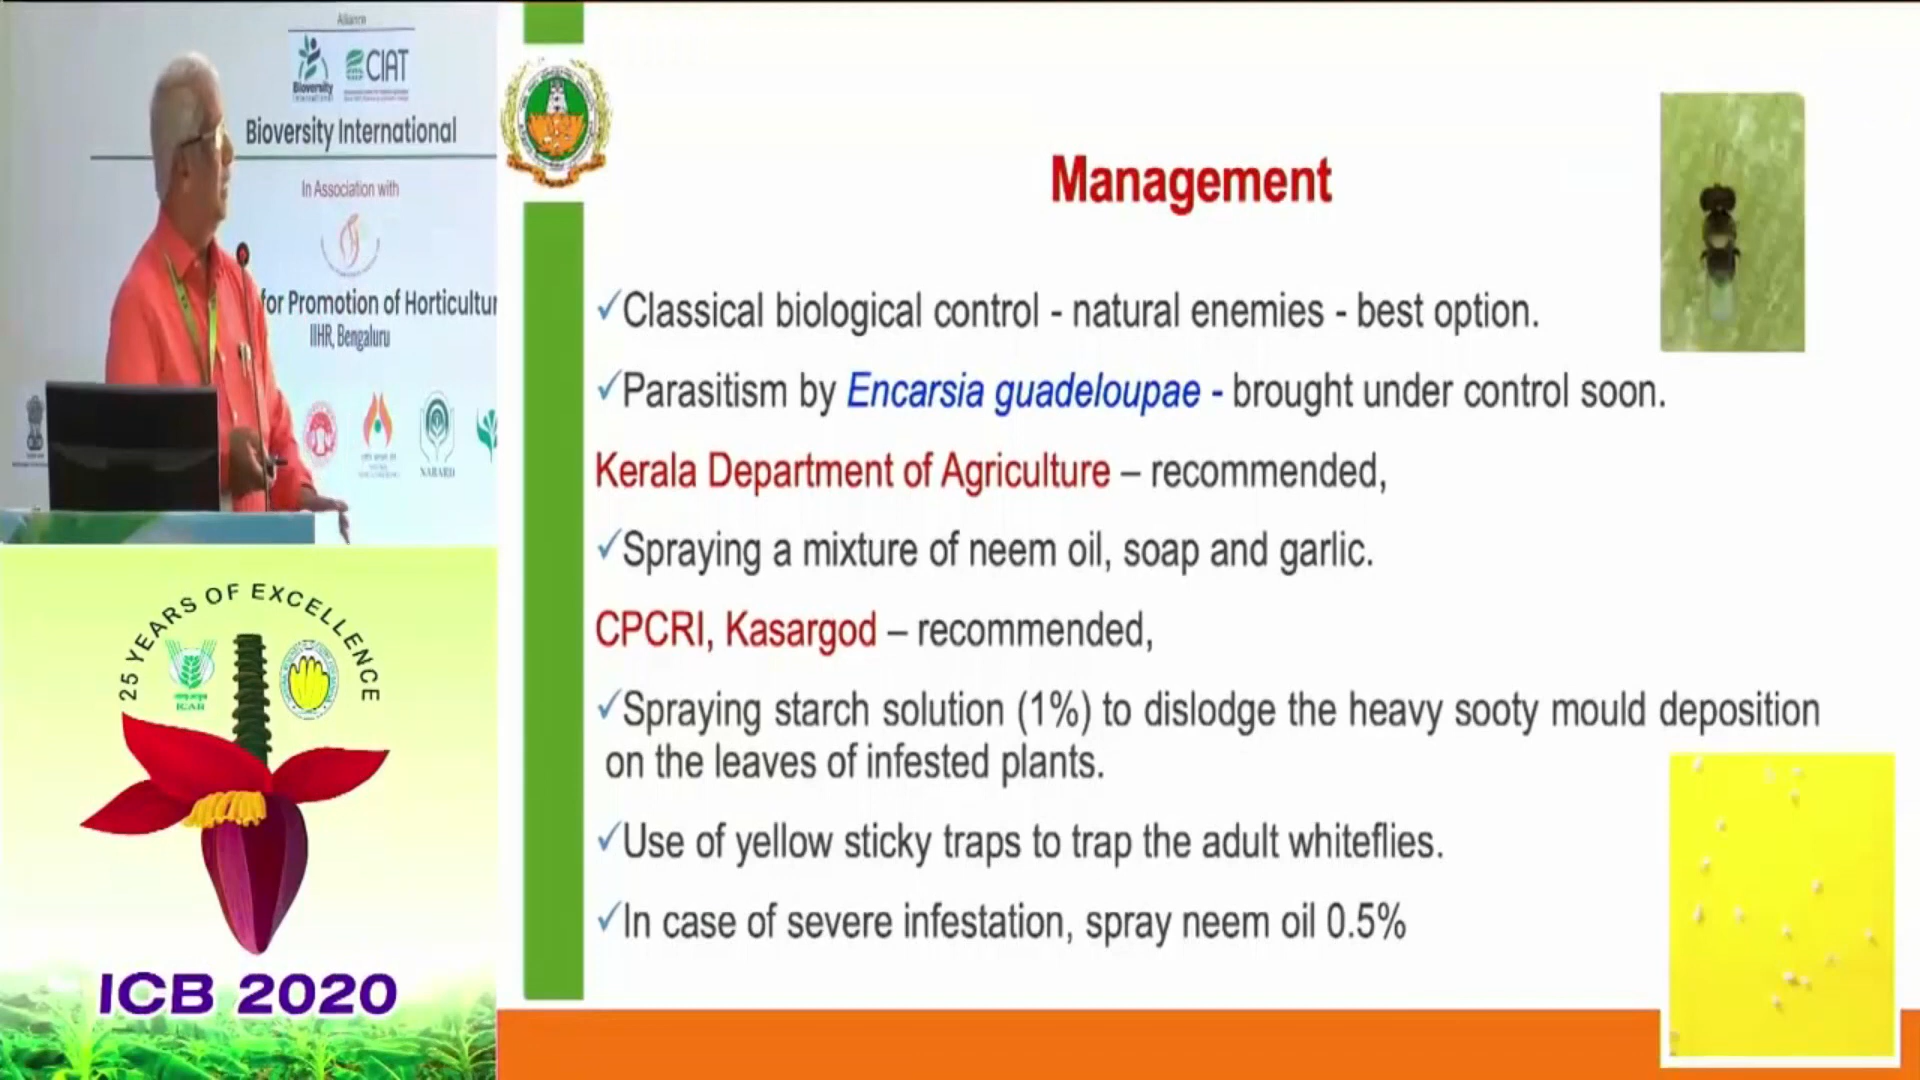 Alliance
Bioversity
International
CIAT
Bioversity International
In Association with
for Promotion of Horticultur
IIHR, Bengaluru
NABARD
25 YEARS OF EXCELLENCE
ICAR
ICB 2020
Management
✓Classical biological control - natural enemies - best option.
✓Parasitism by Encarsia guadeloupae - brought under control soon.
Kerala Department of Agriculture – recommended,
✓Spraying a mixture of neem oil, soap and garlic.
CPCRI, Kasargod – recommended,
✓Spraying starch solution (1%) to dislodge the heavy sooty mould deposition
on the leaves of infested plants.
✓Use of yellow sticky traps to trap the adult whiteflies.
✓In case of severe infestation, spray neem oil 0.5%